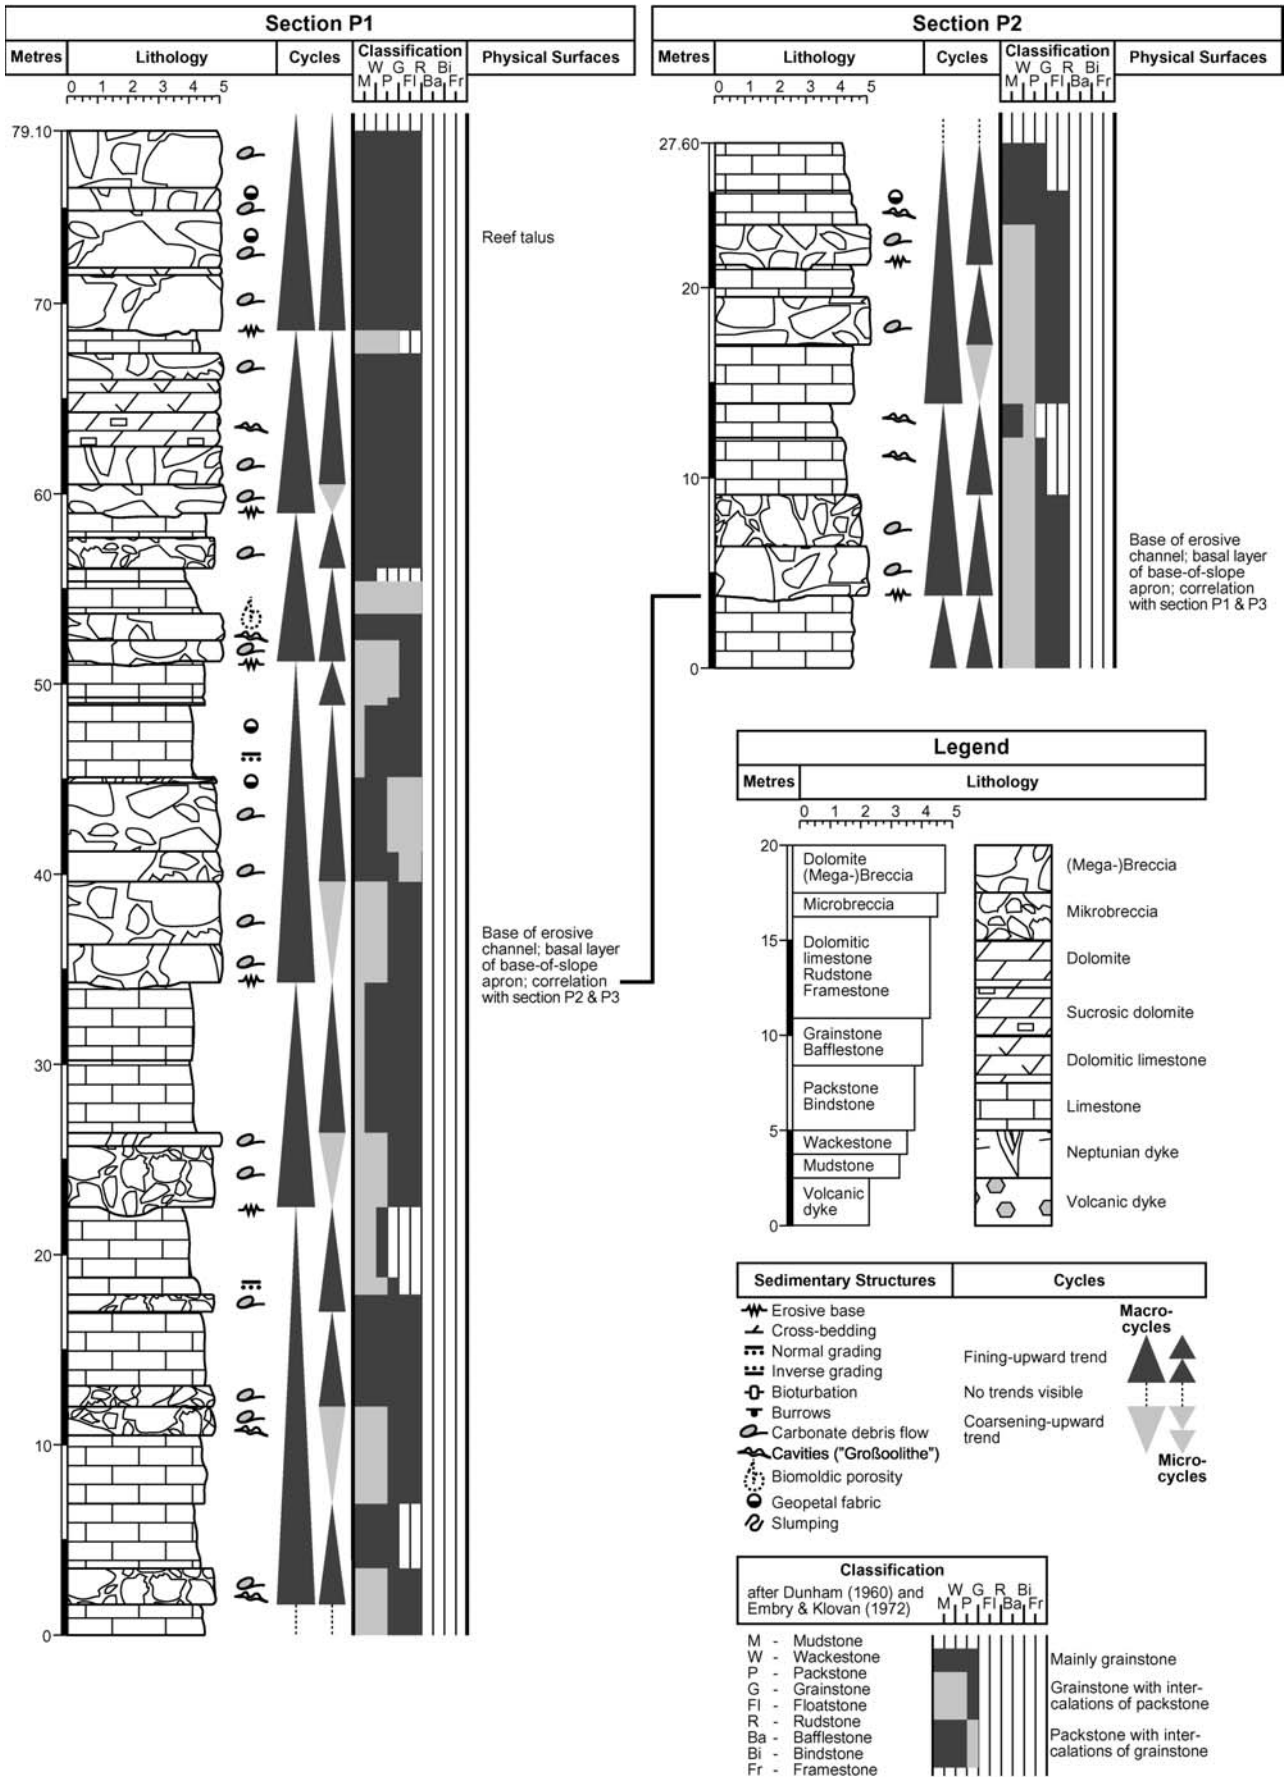 Section P1
Metres Lithology Cycles Classification Physical Surfaces
W G R Bi
M P Fl Ba Fr
0 1 2 3 4 5
79.10
70
60
50
40
30
20
10
0
Reef talus
Base of erosive
channel; basal layer
of base-of-slope
apron; correlation
with section P2 & P3
Section P2
Metres Lithology Cycles Classification Physical Surfaces
W G R Bi
M P Fl Ba Fr
0 1 2 3 4 5
27.60
20
10
0
Base of erosive
channel; basal layer
of base-of-slope
apron; correlation
with section P1 & P3
Legend
Metres Lithology
0 1 2 3 4 5
20
15
10
5
0
Dolomite
(Mega-)Breccia
Microbreccia
Dolomitic
limestone
Rudstone
Framestone
Grainstone
Bafflestone
Packstone
Bindstone
Wackestone
Mudstone
Volcanic
dyke
(Mega-)Breccia
Mikrobreccia
Dolomite
Sucrosic dolomite
Dolomitic limestone
Limestone
Neptunian dyke
Volcanic dyke
Sedimentary Structures
Erosive base
Cross-bedding
Normal grading
Inverse grading
Bioturbation
Burrows
Carbonate debris flow
Cavities ("Großoolithe")
Biomoldic porosity
Geopetal fabric
Slumping
Cycles
Macro-
cycles
Fining-upward trend
No trends visible
Coarsening-upward
trend
Micro-
cycles
Classification
after Dunham (1960) and
Embry & Klovan (1972)
W G R Bi
M P Fl Ba Fr
M - Mudstone
W - Wackestone
P - Packstone
G - Grainstone
Fl - Floatstone
R - Rudstone
Ba - Bafflestone
Bi - Bindstone
Fr - Framestone
Mainly grainstone
Grainstone with inter-
calations of packstone
Packstone with inter-
calations of grainstone